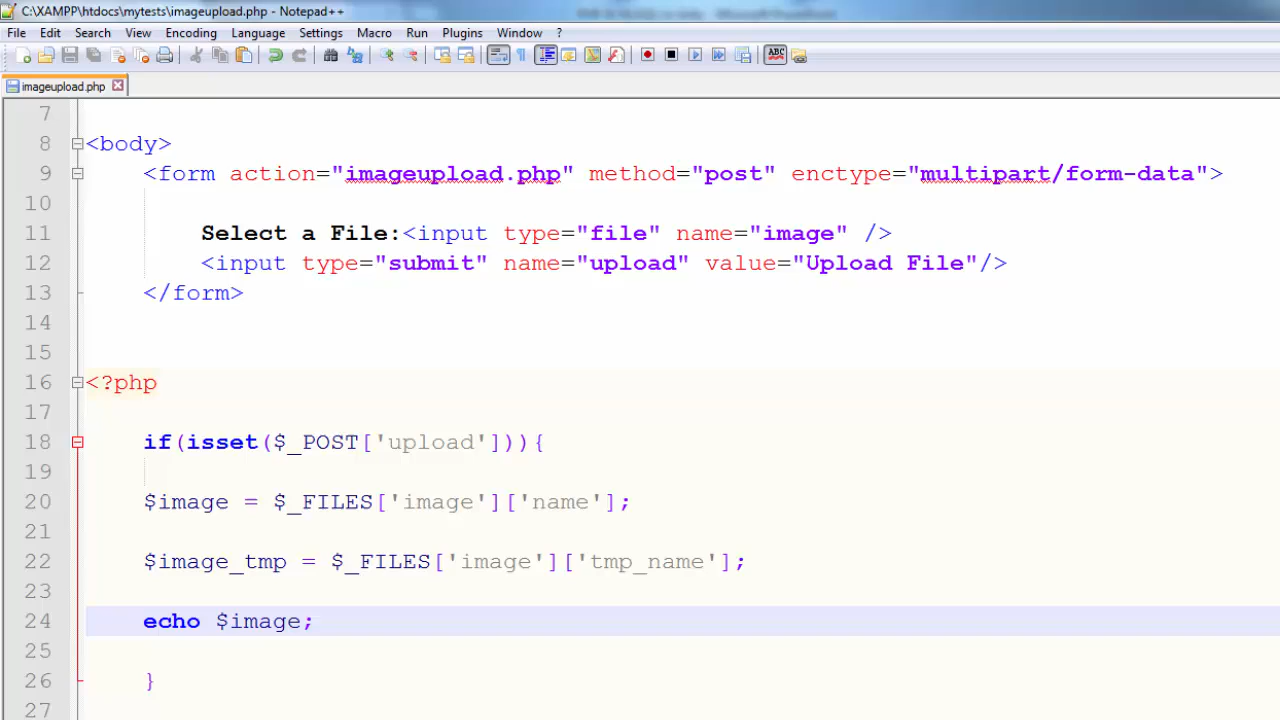 C:\XAMPP\htdocs\mytests\imageupload.php - Notepad++
File Edit Search View Encoding Language Settings Macro Run Plugins Window ?
ABC
imageupload.php
7
8 <body>
9 <form action="imageupload.php" method="post" enctype="multipart/form-data">
10
11 Select a File:<input type="file" name="image" />
12 <input type="submit" name="upload" value="Upload File"/>
13 </form>
14
15
16 <?php
17
18 if(isset($_POST['upload'])){
19
20 $image = $_FILES['image']['name'];
21
22 $image_tmp = $_FILES['image']['tmp_name'];
23
24 echo $image;
25
26 }
27